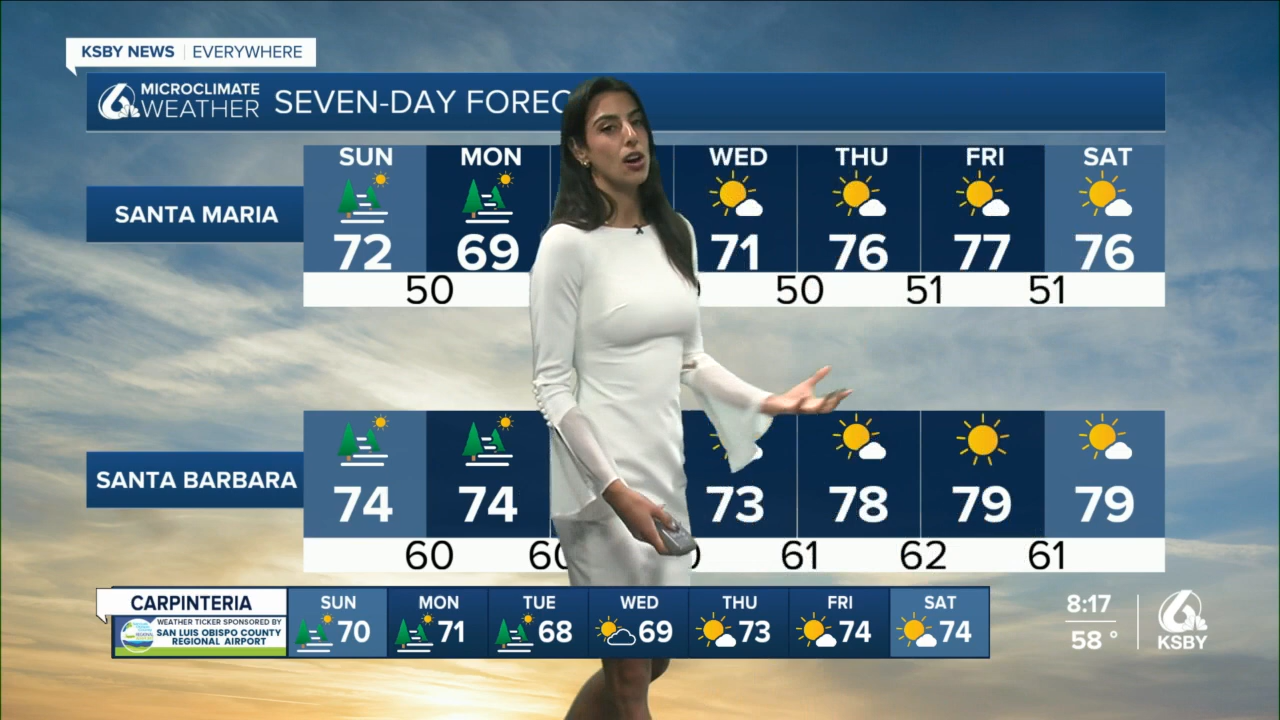 KSBY NEWS | EVERYWHERE
6 MICROCLIMATE
WEATHER
SEVEN-DAY FOREC
SUN MON WED THU FRI SAT
SANTA MARIA
72 69 71 76 77 76
50 50 51 51
SANTA BARBARA
74 74 73 78 79 79
60 60 61 62 61
CARPINTERIA
WEATHER TICKER SPONSORED BY
SAN LUIS OBISPO COUNTY
REGIONAL AIRPORT
SUN MON TUE WED THU FRI SAT
70 71 68 69 73 74 74
8:17
58 °
6
KSBY